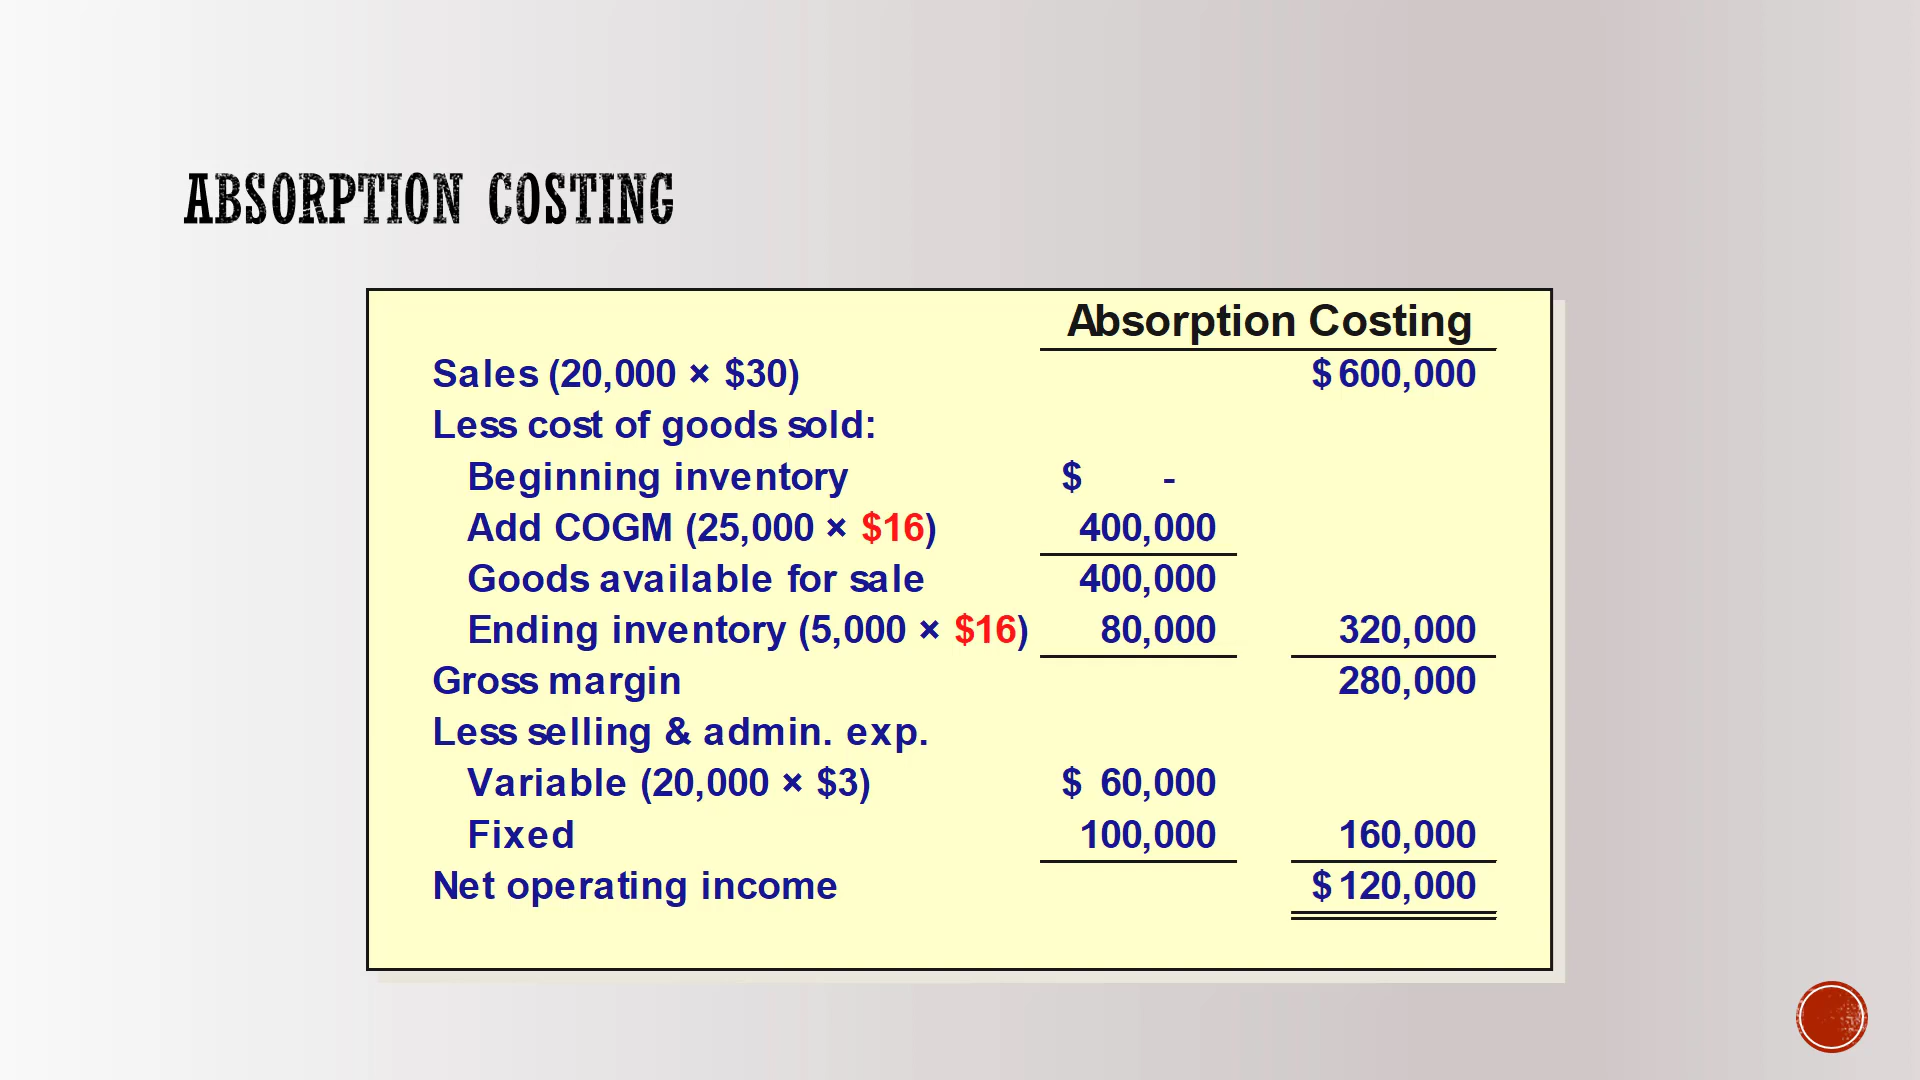 ABSORPTION COSTING
Absorption Costing
Sales (20,000 × $30) $ 600,000
Less cost of goods sold:
Beginning inventory $ -
Add COGM (25,000 × $16) 400,000
Goods available for sale 400,000
Ending inventory (5,000 × $16) 80,000 320,000
Gross margin 280,000
Less selling & admin. exp.
Variable (20,000 × $3) $ 60,000
Fixed 100,000 160,000
Net operating income $ 120,000